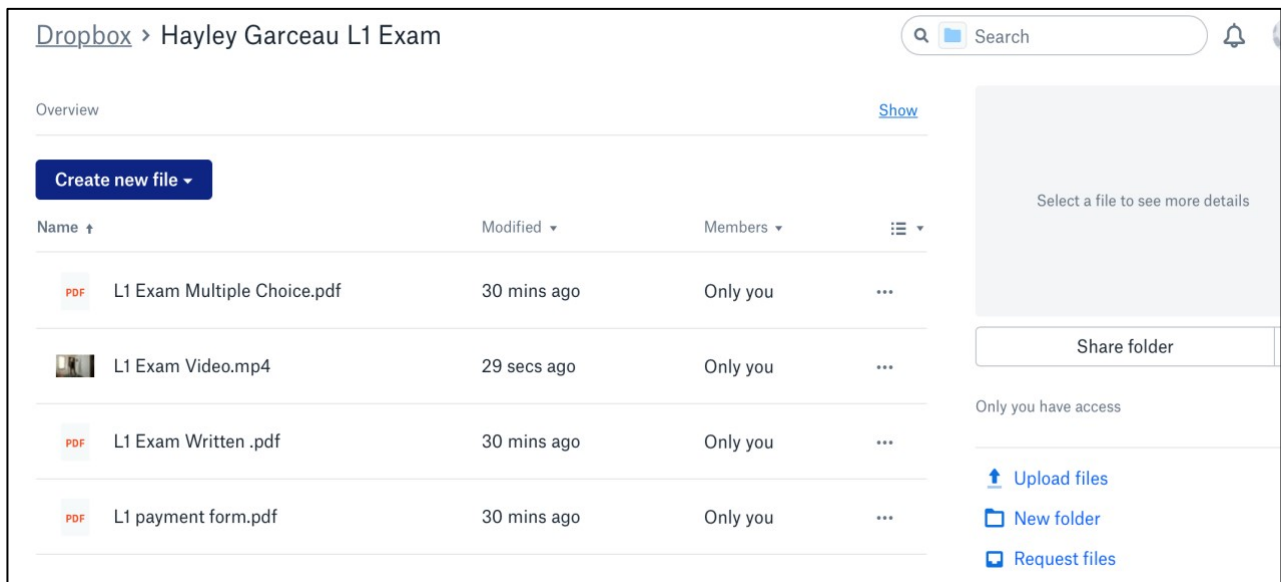 Dropbox > Hayley Garceau L1 Exam
Search
Overview
Show
Create new file
Name
Modified
Members
PDF L1 Exam Multiple Choice.pdf 30 mins ago Only you
L1 Exam Video.mp4 29 secs ago Only you
PDF L1 Exam Written .pdf 30 mins ago Only you
PDF L1 payment form.pdf 30 mins ago Only you
Select a file to see more details
Share folder
Only you have access
Upload files
New folder
Request files